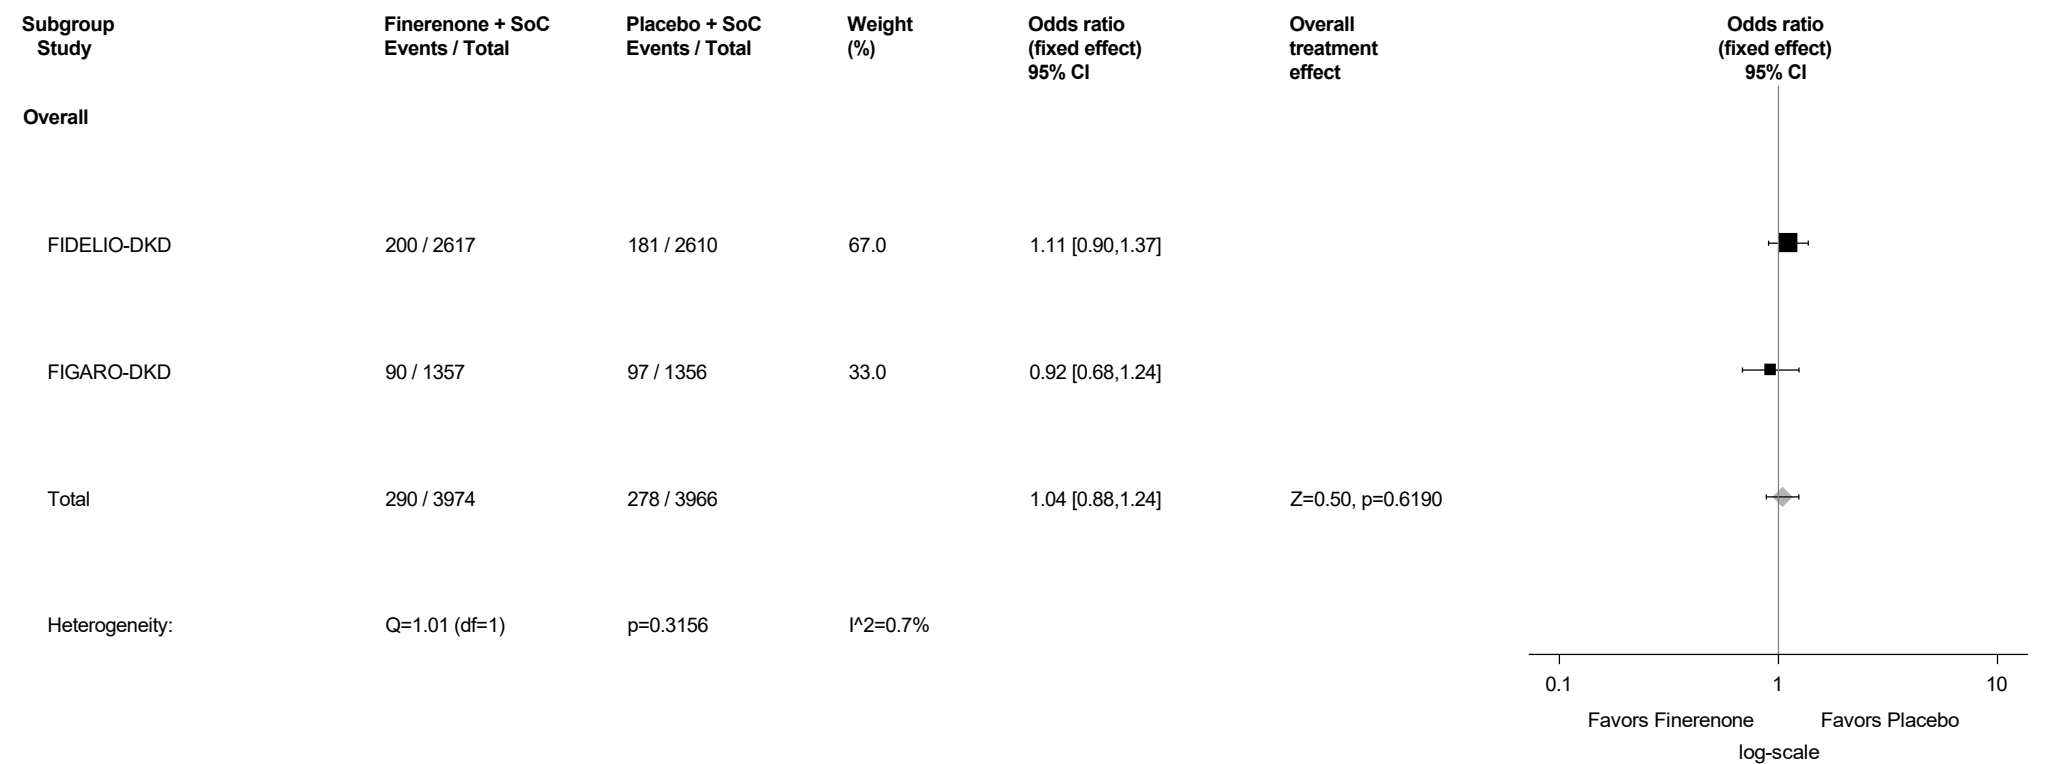 Subgroup Finerenone + SoC Placebo + SoC Weight Odds ratio Overall Odds ratio
Study Events / Total Events / Total (%) (fixed effect) treatment (fixed effect)
95% CI effect 95% CI
Overall
FIDELIO-DKD 200 / 2617 181 / 2610 67.0 1.11 [0.90,1.37]
FIGARO-DKD 90 / 1357 97 / 1356 33.0 0.92 [0.68,1.24]
Total 290 / 3974 278 / 3966 1.04 [0.88,1.24] Z=0.50, p=0.6190
Heterogeneity: Q=1.01 (df=1) p=0.3156 I^2=0.7%
0.1 1 10
Favors Finerenone Favors Placebo
log-scale